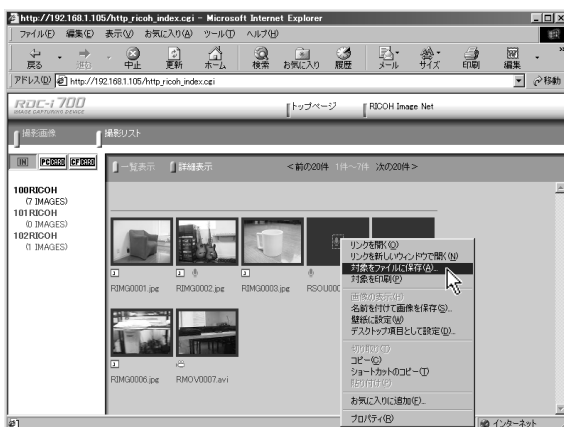 http://192.168.1.105/http_ricoh_index.cgi - Microsoft Internet Explorer
ファイル(F) 編集(E) 表示(V) お気に入り(A) ツール(T) ヘルプ(H)
戻る 進む 中止 更新 ホーム 検索 お気に入り 履歴 メール サイズ 印刷 編集
アドレス(D) http://192.168.1.105/http_ricoh_index.cgi 移動
RDC-i700
IMAGE CAPTURING DEVICE
トップページ RICOH Image Net
撮影画像 撮影リスト
IN PC CARD CF CARD
一覧表示 詳細表示 <前の20件 1件〜7件 次の20件>
100RICOH
(7 IMAGES)
101RICOH
(0 IMAGES)
102RICOH
(1 IMAGES)
RIMG0001.jpg RIMG0002.jpg RIMG0003.jpg RSOU000
RIMG0006.jpg RMOV0007.avi
リンクを開く(O)
リンクを新しいウィンドウで開く(N)
対象をファイルに保存(A)...
対象を印刷(P)
画像の表示(H)
名前を付けて画像を保存(S)...
壁紙に設定(W)
デスクトップ項目として設定(D)...
切り取り(T)
コピー(C)
ショートカットのコピー(T)
貼り付け(P)
お気に入りに追加(F)...
プロパティ(R)
インターネット